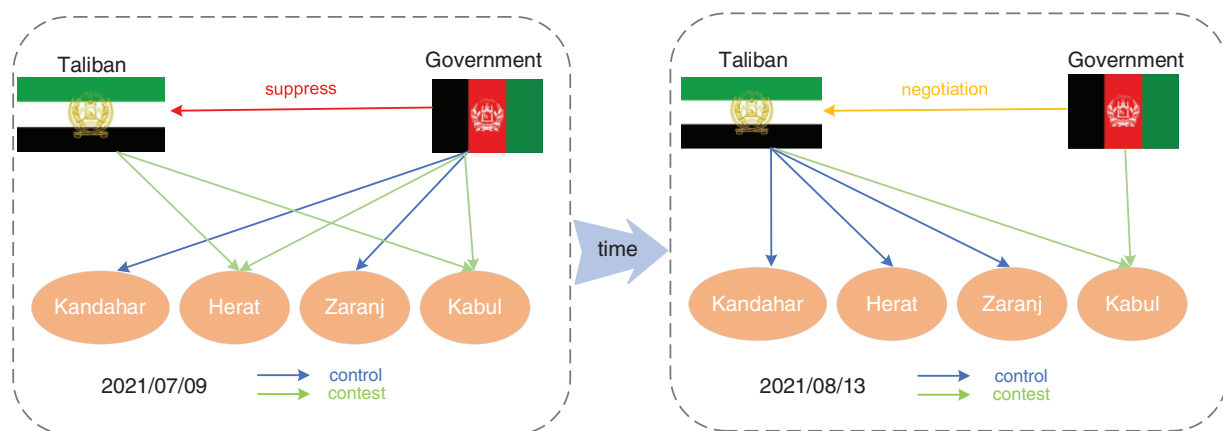 Taliban
Government
suppress
Kandahar
Herat
Zaranj
Kabul
2021/07/09
control
contest
time
Taliban
Government
negotiation
Kandahar
Herat
Zaranj
Kabul
2021/08/13
control
contest